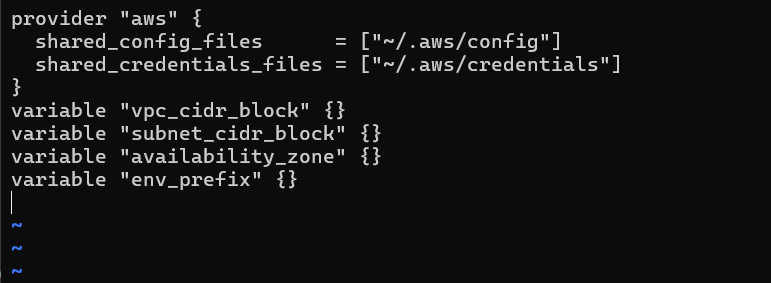 provider "aws" {
  shared_config_files      = ["~/.aws/config"]
  shared_credentials_files = ["~/.aws/credentials"]
}
variable "vpc_cidr_block" {}
variable "subnet_cidr_block" {}
variable "availability_zone" {}
variable "env_prefix" {}
~
~
~